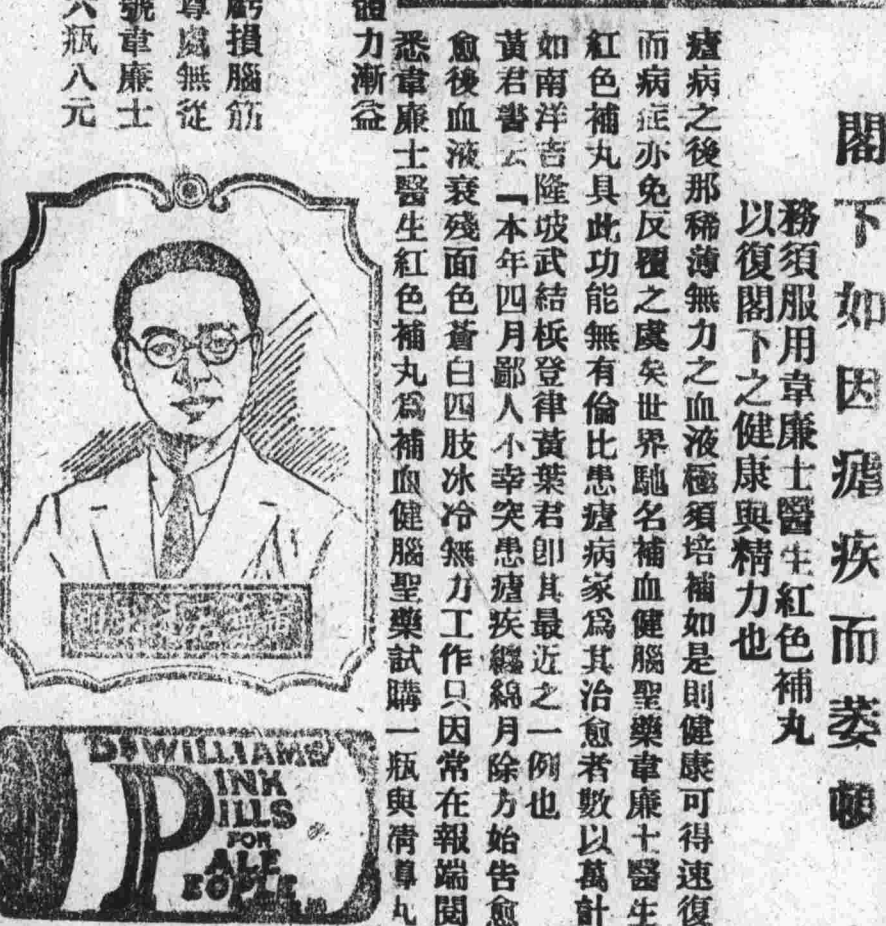 閣下如因瘧疾而萎頓
務須服用韋廉士醫生紅色補丸
以復閣下之健康與精力也
瘧病之後那稀薄無力之血液極須培補如是則健康可得速復
而病症亦免反覆之虞矣世界馳名補血健腦聖藥韋廉士醫生
紅色補丸具此功能無有倫比患瘧病家爲其治愈者數以萬計
如南洋吉隆坡武結梹登律黃葉君卽其最近之一例也
黃君書云「本年四月鄙人不幸突患瘧疾纏綿月除方始告愈
愈後血液衰殘面色蒼白四肢冰冷無力工作只因常在報端閱
悉韋廉士醫生紅色補丸爲補血健腦聖藥試購一瓶與淸導丸
體力漸益
虧損腦筋
尊處無從
號韋廉士
六瓶八元
DR WILLIAMS'
PINK
PILLS
FOR
PALE
PEOPLE